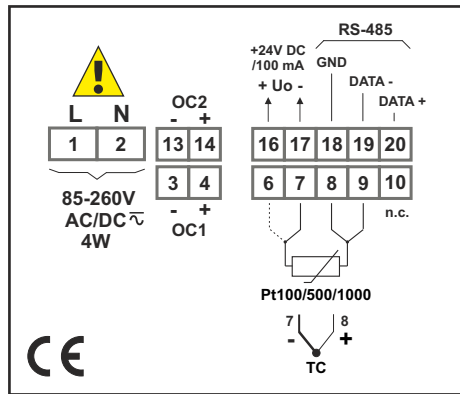 RS-485
+24V DC
/100 mA
GND
+ Uo -
DATA -
DATA +
L N
OC2
- +
1 2 13 14 16 17 18 19 20
3 4 6 7 8 9 10
- +
OC1
n.c.
85-260V
AC/DC
4W
Pt100/500/1000
7 8
- +
TC
CE